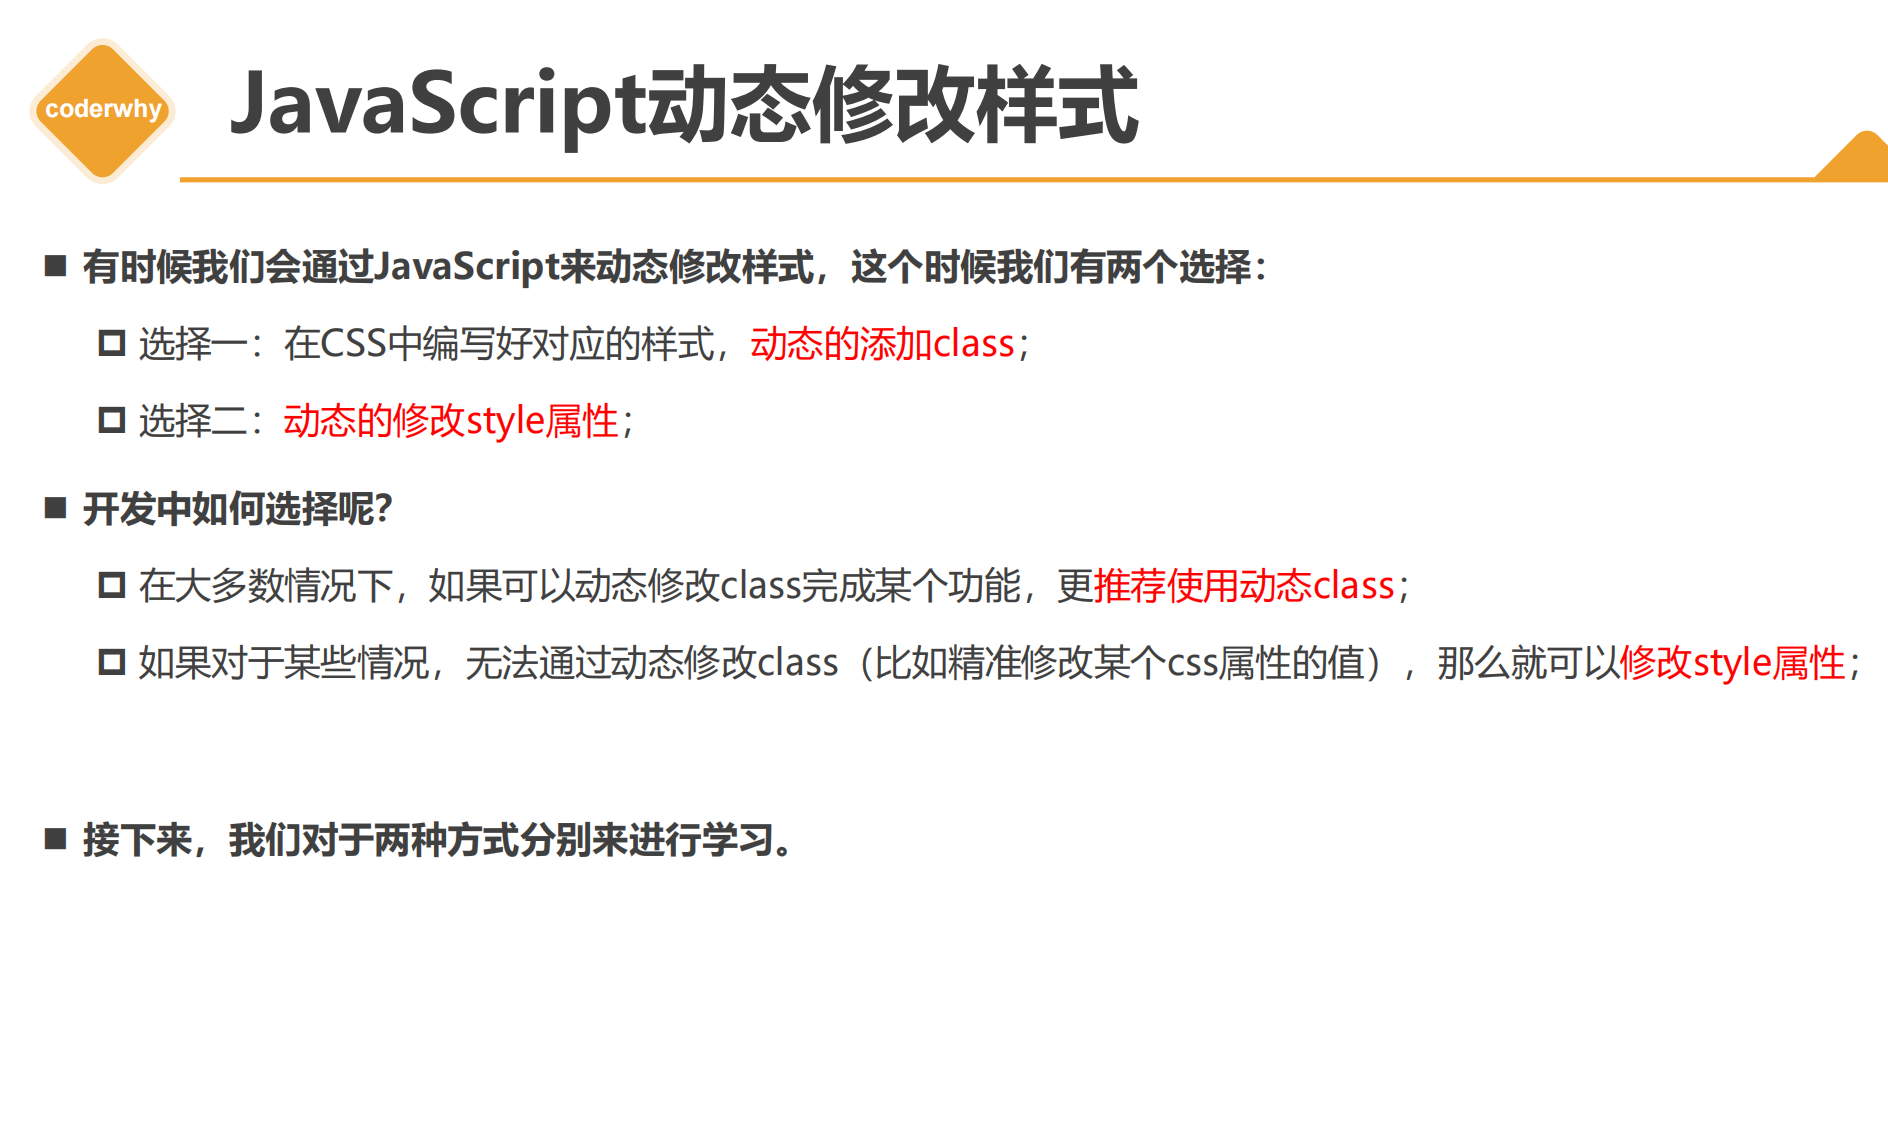 coderwhy
JavaScript动态修改样式
有时候我们会通过JavaScript来动态修改样式，这个时候我们有两个选择：
选择一：在CSS中编写好对应的样式，动态的添加class；
选择二：动态的修改style属性；
开发中如何选择呢？
在大多数情况下，如果可以动态修改class完成某个功能，更推荐使用动态class；
如果对于某些情况，无法通过动态修改class（比如精准修改某个css属性的值），那么就可以修改style属性；
接下来，我们对于两种方式分别来进行学习。